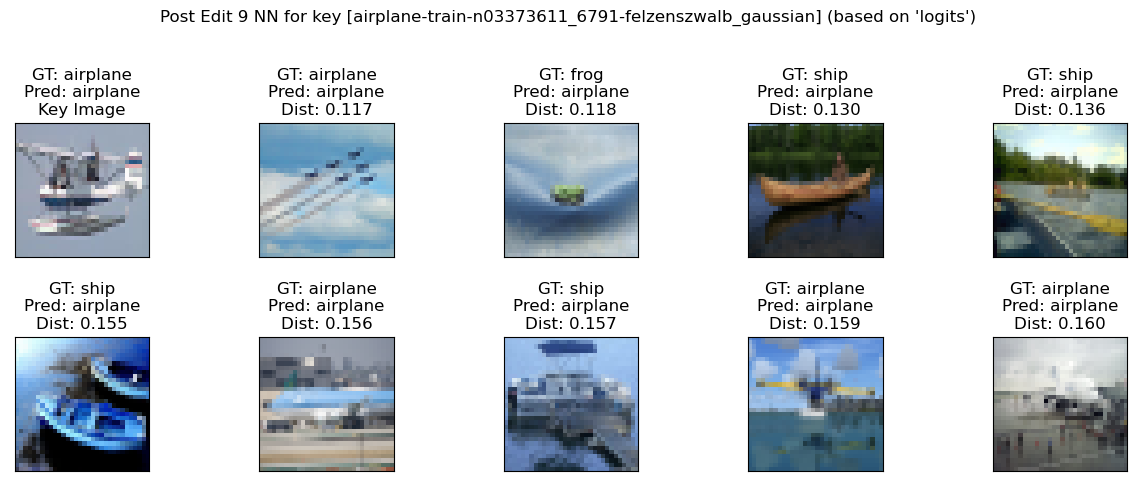 Post Edit 9 NN for key [airplane-train-n03373611_6791-felzenszwalb_gaussian] (based on 'logits')
GT: airplane
Pred: airplane
Key Image
GT: airplane
Pred: airplane
Dist: 0.117
GT: frog
Pred: airplane
Dist: 0.118
GT: ship
Pred: airplane
Dist: 0.130
GT: ship
Pred: airplane
Dist: 0.136
GT: ship
Pred: airplane
Dist: 0.155
GT: airplane
Pred: airplane
Dist: 0.156
GT: ship
Pred: airplane
Dist: 0.157
GT: airplane
Pred: airplane
Dist: 0.159
GT: airplane
Pred: airplane
Dist: 0.160